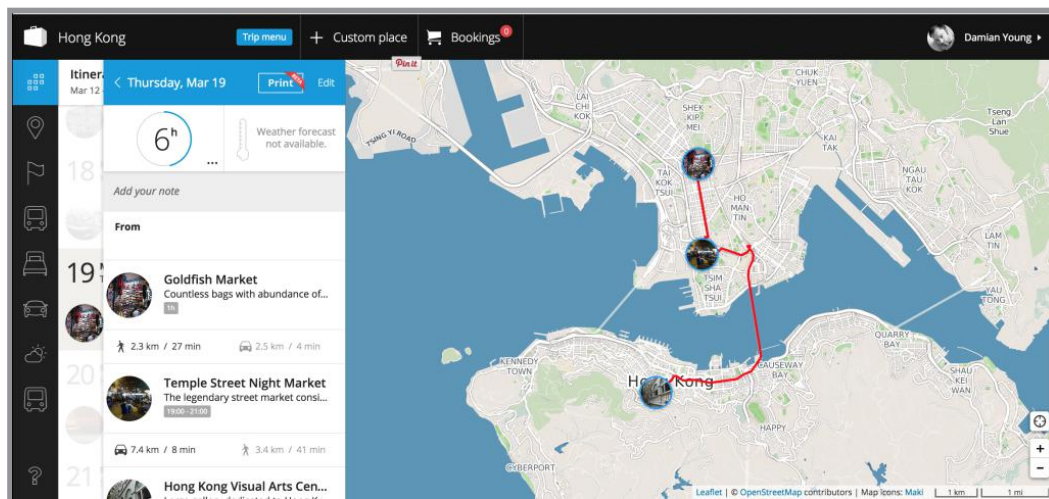 Hong Kong
Trip menu
+ Custom place
Bookings
0
Damian Young
Pin it
Itiner
Mar 12
Thursday, Mar 19
Print
BETA
Edit
6h
...
Weather forecast
not available.
Add your note
From
18
19
20
21
Goldfish Market
Countless bags with abundance of...
1h
2.3 km / 27 min
2.5 km / 4 min
Temple Street Night Market
The legendary street market consi...
19:00 - 21:00
7.4 km / 8 min
3.4 km / 41 min
Hong Kong Visual Arts Cen...
?
TSING YI ROAD
LAI
CHI
KOK
SHEK
KIP
MEI
CHUK
YUEN
KAI
TAK
Tseng
Lan
Shue
NGAU
TAU
KOK
TAI
KOK
TSUI
HO
MAN
TIN
LAM
TIN
TSIM
SHA
TSUI
YAU
TONG
QUARRY
BAY
KENNEDY
TOWN
CAUSEWAY
BAY
SHAU
KEI
WAN
HAPPY
CYBERPORT
+
−
Leaflet | © OpenStreetMap contributors | Map Icons: Maki
1 km
1 mi